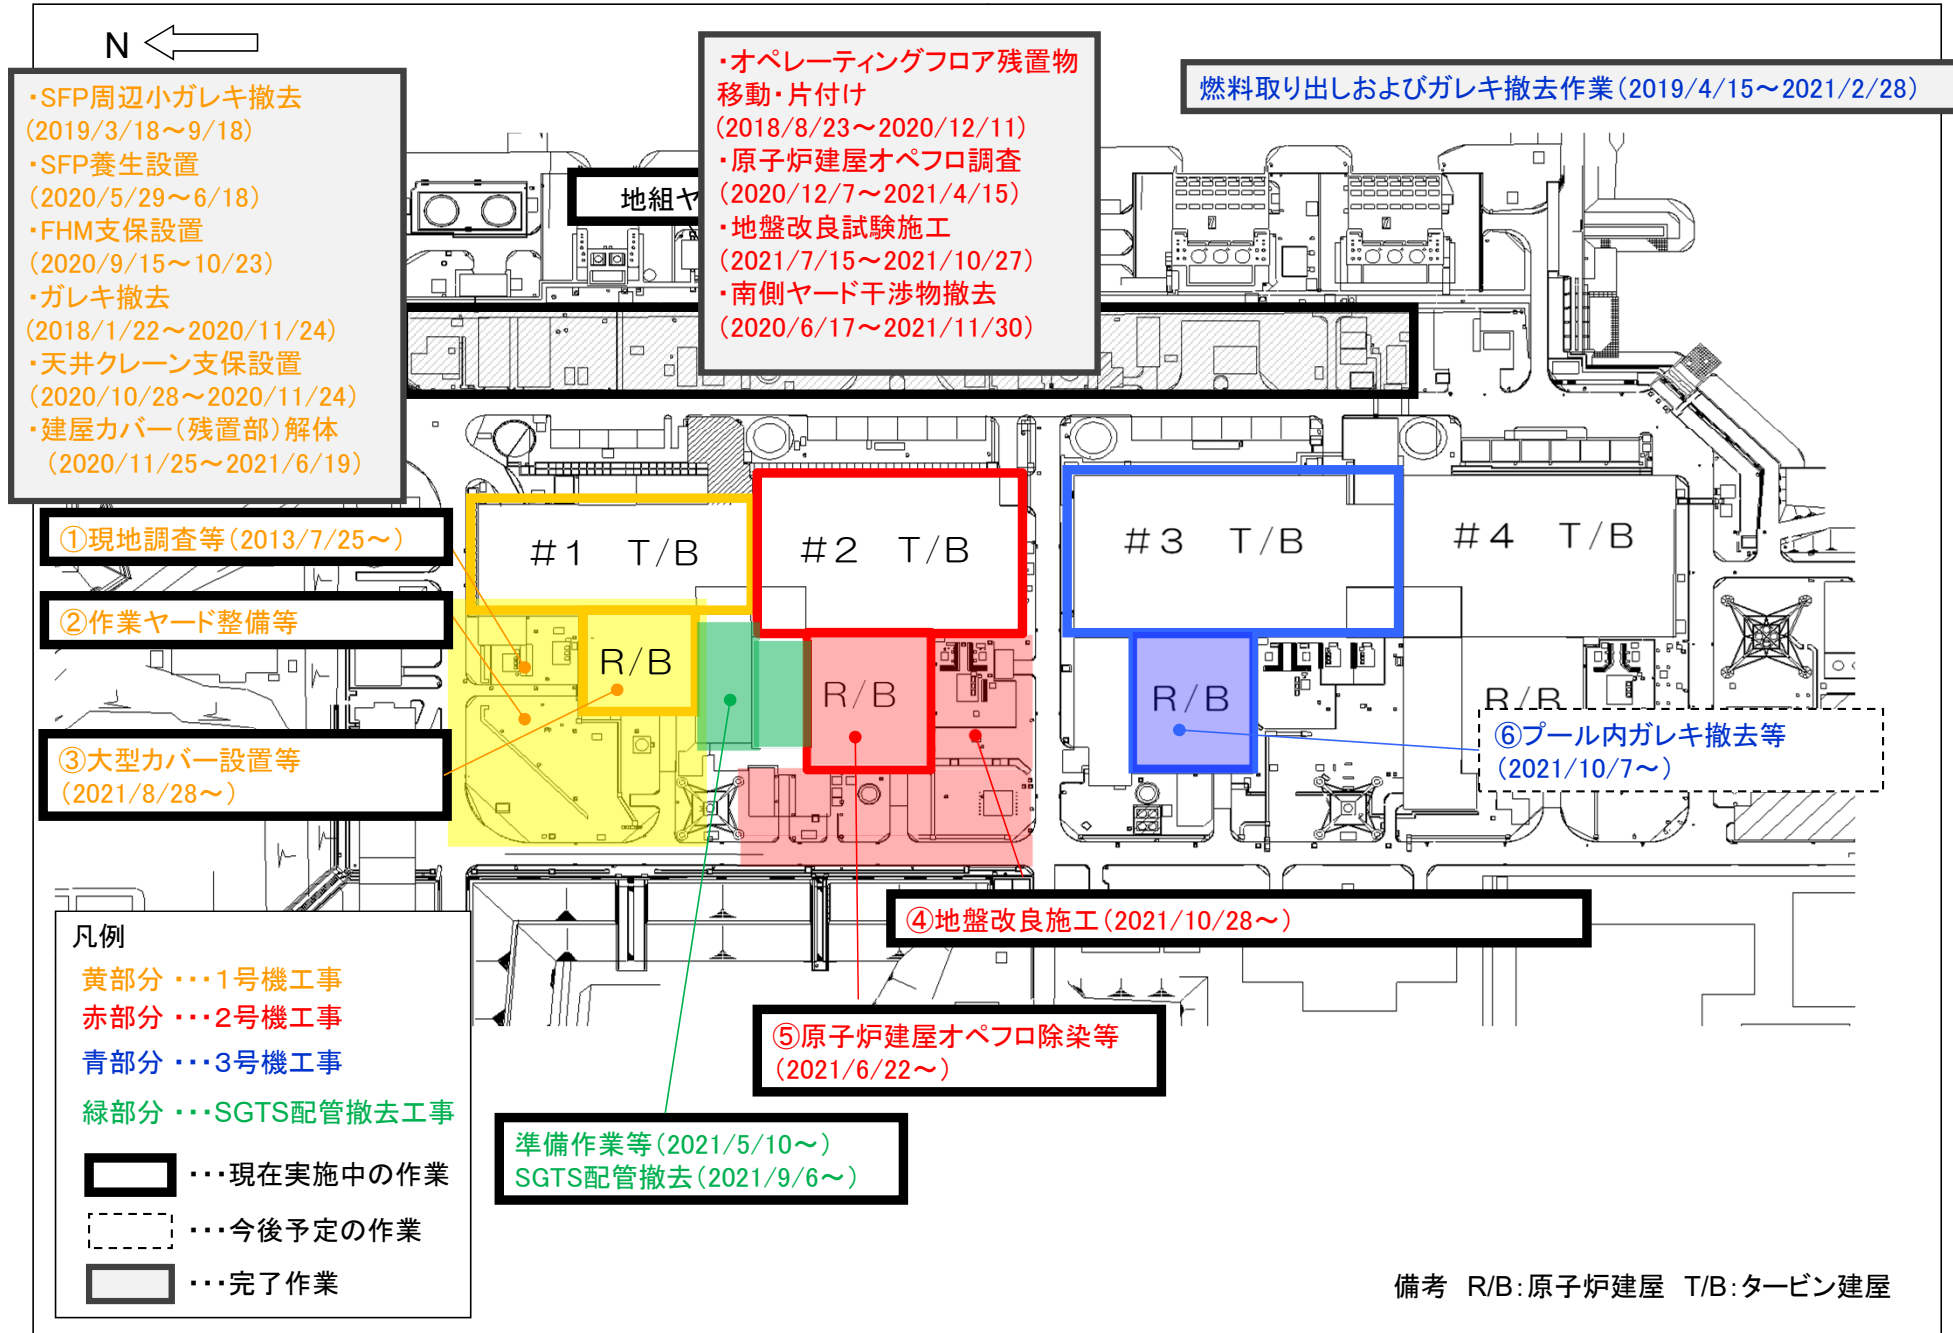 N
・SFP周辺小ガレキ撤去
(2019/3/18～9/18)
・SFP養生設置
(2020/5/29～6/18)
・FHM支保設置
(2020/9/15～10/23)
・ガレキ撤去
(2018/1/22～2020/11/24)
・天井クレーン支保設置
(2020/10/28～2020/11/24)
・建屋カバー(残置部)解体
(2020/11/25～2021/6/19)
・オペレーティングフロア残置物
移動・片付け
(2018/8/23～2020/12/11)
・原子炉建屋オペフロ調査
(2020/12/7～2021/4/15)
・地盤改良試験施工
(2021/7/15～2021/10/27)
・南側ヤード干渉物撤去
(2020/6/17～2021/11/30)
燃料取り出しおよびガレキ撤去作業(2019/4/15～2021/2/28)
地組ヤ
①現地調査等(2013/7/25～)
②作業ヤード整備等
③大型カバー設置等
(2021/8/28～)
#1 T/B
#2 T/B
#3 T/B
#4 T/B
R/B
R/B
R/B
R/B
⑥プール内ガレキ撤去等
(2021/10/7～)
④地盤改良施工(2021/10/28～)
⑤原子炉建屋オペフロ除染等
(2021/6/22～)
準備作業等(2021/5/10～)
SGTS配管撤去(2021/9/6～)
凡例
黄部分 ･･･1号機工事
赤部分 ･･･2号機工事
青部分 ･･･3号機工事
緑部分 ･･･SGTS配管撤去工事
･･･現在実施中の作業
･･･今後予定の作業
･･･完了作業
備考 R/B:原子炉建屋 T/B:タービン建屋